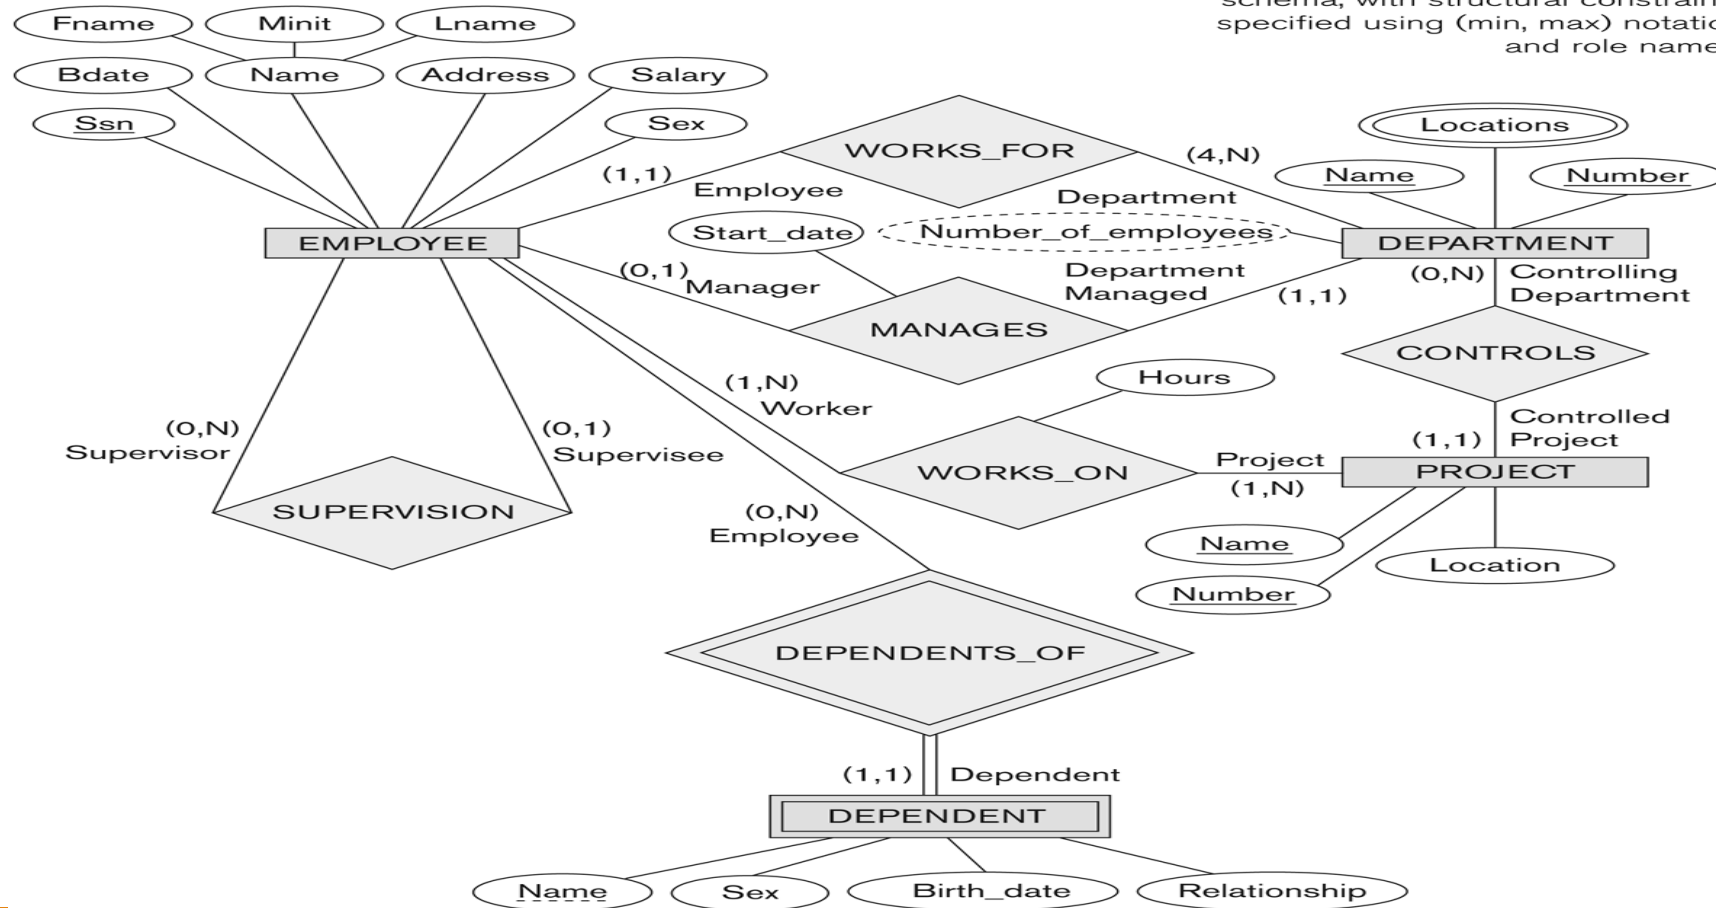 schema, with structural constrain
specified using (min, max) notatio
and role name
Fname
Minit
Lname
Bdate
Name
Address
Salary
Ssn
Sex
WORKS_FOR
Locations
(1,1)
Employee
(4,N)
Department
Name
Number
Start_date
Number_of_employees
EMPLOYEE
DEPARTMENT
(0,1)
Manager
Department
Managed
(1,1)
(0,N)
Controlling
Department
MANAGES
CONTROLS
Hours
(1,N)
Worker
Controlled
Project
(1,1)
(0,N)
Supervisor
(0,1)
Supervisee
WORKS_ON
Project
(1,N)
PROJECT
SUPERVISION
(0,N)
Employee
Name
Number
Location
DEPENDENTS_OF
(1,1)
Dependent
DEPENDENT
Name
Sex
Birth_date
Relationship